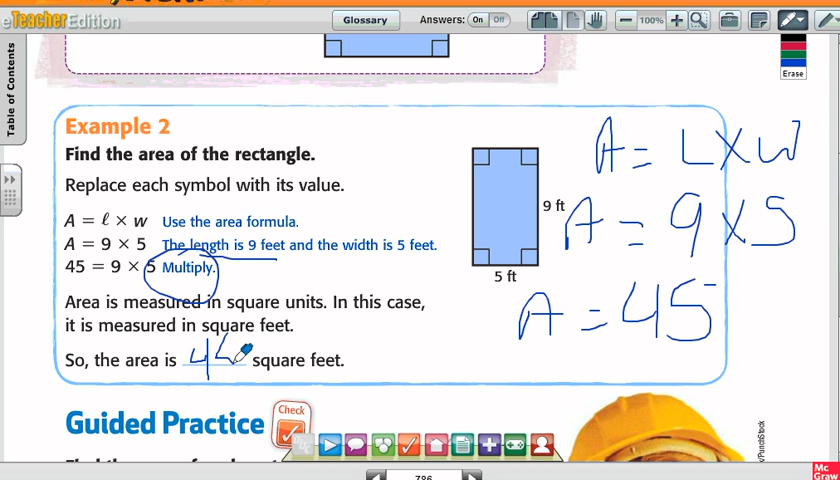 eTeacherEdition
Glossary
Answers: On Off
100%
Table of Contents
Erase
Example 2
Find the area of the rectangle.
Replace each symbol with its value.
A = ℓ × w Use the area formula.
A = 9 × 5 The length is 9 feet and the width is 5 feet.
45 = 9 × 5 Multiply.
Area is measured in square units. In this case,
it is measured in square feet.
So, the area is 45 square feet.
9 ft
5 ft
A = L X W
A = 9 X 5
A = 45
Guided Practice
Check
/PunchStock
786
Mc
Graw